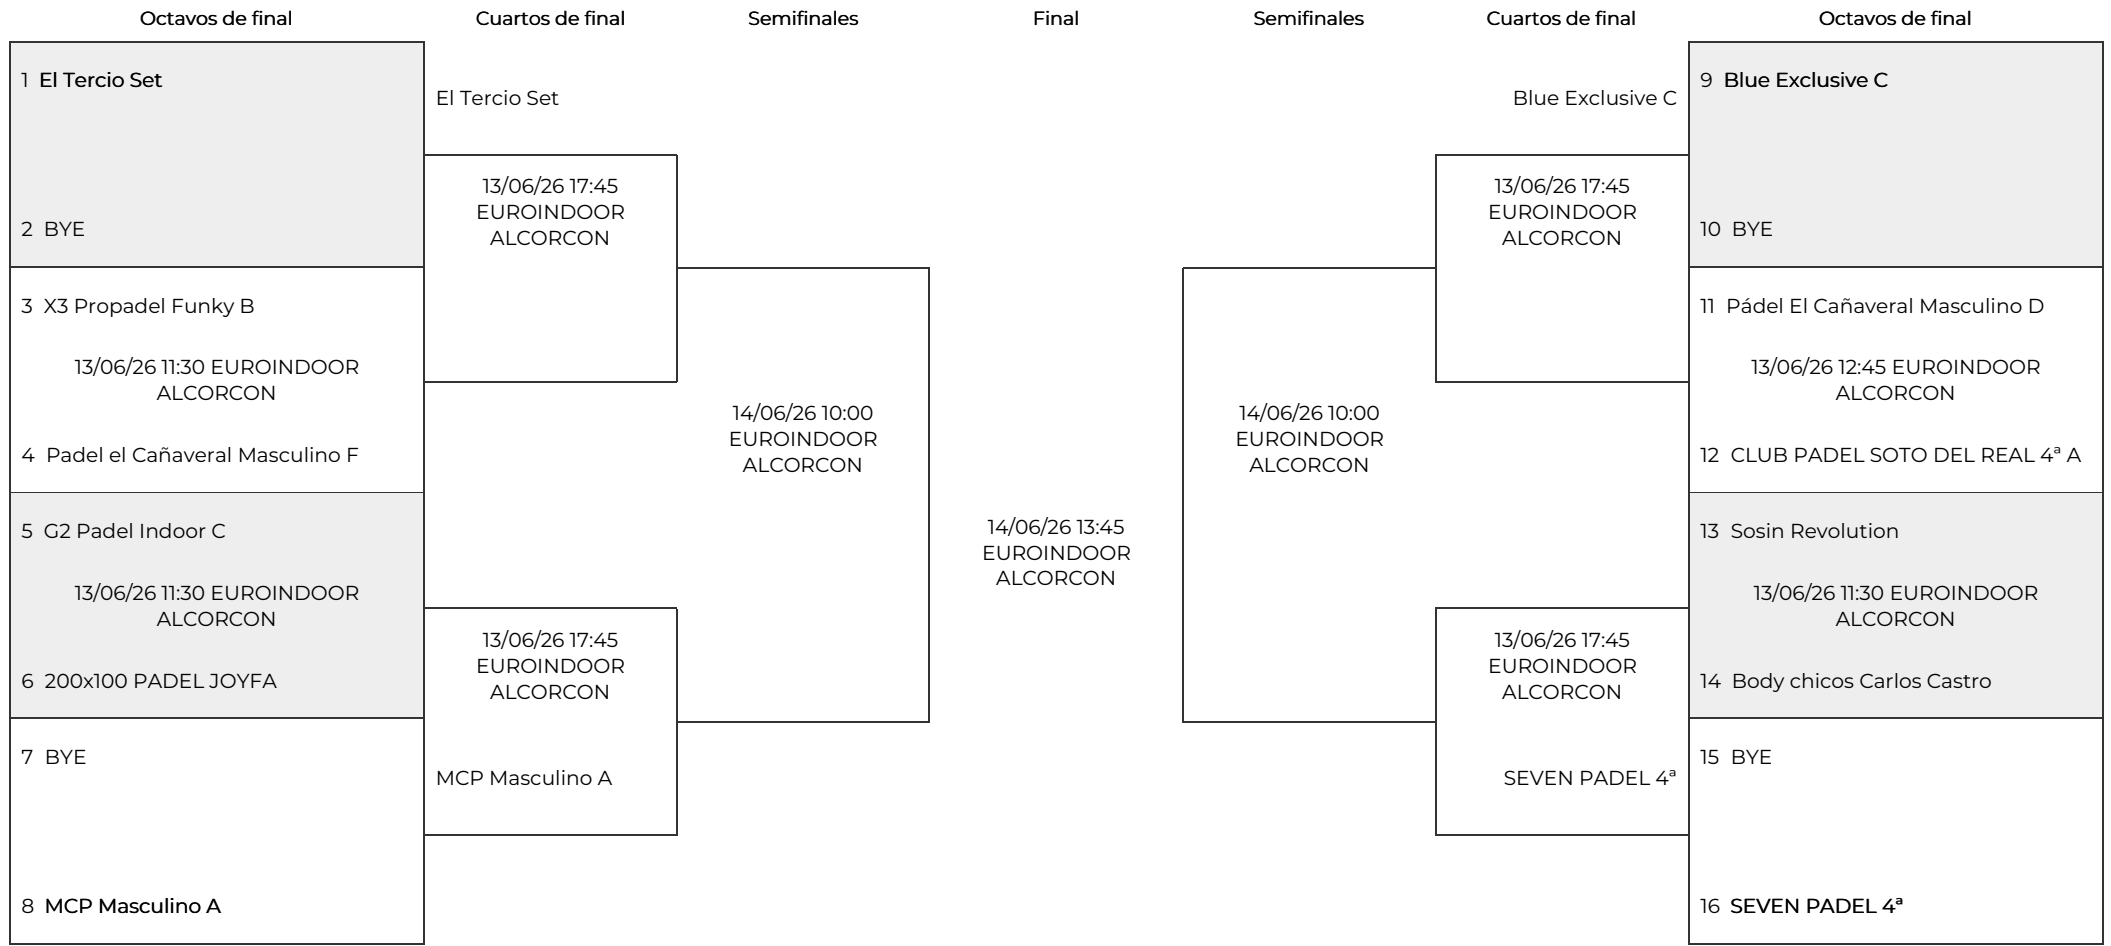 Octavos de final
Cuartos de final
Semifinales
Final
Semifinales
Cuartos de final
Octavos de final
1 El Tercio Set
2 BYE
3 X3 Propadel Funky B
13/06/26 11:30 EUROINDOOR
ALCORCON
4 Padel el Cañaveral Masculino F
5 G2 Padel Indoor C
13/06/26 11:30 EUROINDOOR
ALCORCON
6 200x100 PADEL JOYFA
7 BYE
8 MCP Masculino A
El Tercio Set
13/06/26 17:45
EUROINDOOR
ALCORCON
13/06/26 17:45
EUROINDOOR
ALCORCON
MCP Masculino A
14/06/26 10:00
EUROINDOOR
ALCORCON
14/06/26 13:45
EUROINDOOR
ALCORCON
14/06/26 10:00
EUROINDOOR
ALCORCON
Blue Exclusive C
13/06/26 17:45
EUROINDOOR
ALCORCON
13/06/26 17:45
EUROINDOOR
ALCORCON
SEVEN PADEL 4ª
9 Blue Exclusive C
10 BYE
11 Pádel El Cañaveral Masculino D
13/06/26 12:45 EUROINDOOR
ALCORCON
12 CLUB PADEL SOTO DEL REAL 4ª A
13 Sosin Revolution
13/06/26 11:30 EUROINDOOR
ALCORCON
14 Body chicos Carlos Castro
15 BYE
16 SEVEN PADEL 4ª